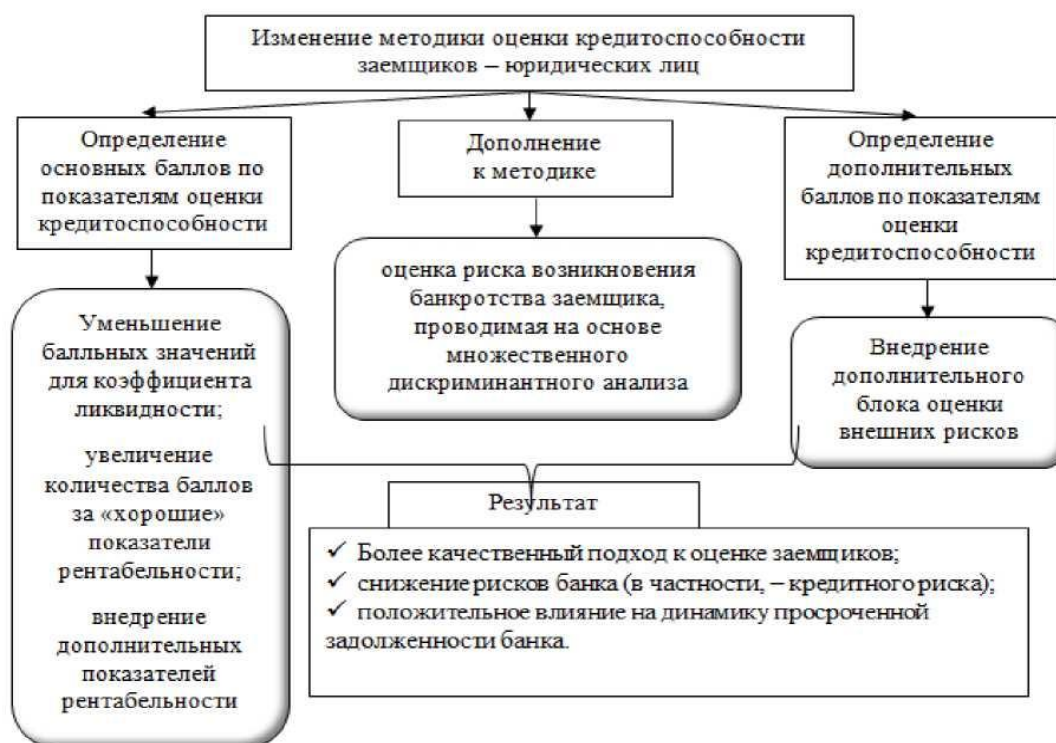 Изменение методики оценки кредитоспособности
заемщиков – юридических лиц
Определение
основных баллов по
показателям оценки
кредитоспособности
Дополнение
к методике
Определение
дополнительных
баллов по показателям
оценки
кредитоспособности
Уменьшение
балльных значений
для коэффициента
ликвидности;
увеличение
количества баллов
за «хорошие»
показатели
рентабельности;
внедрение
дополнительных
показателей
рентабельности
оценка риска возникновения
банкротства заемщика,
проводимая на основе
множественного
дискриминантного анализа
Внедрение
дополнительного
блока оценки
внешних рисков
Результат
✓ Более качественный подход к оценке заемщиков;
✓ снижение рисков банка (в частности, – кредитного риска);
✓ положительное влияние на динамику просроченной
задолженности банка.